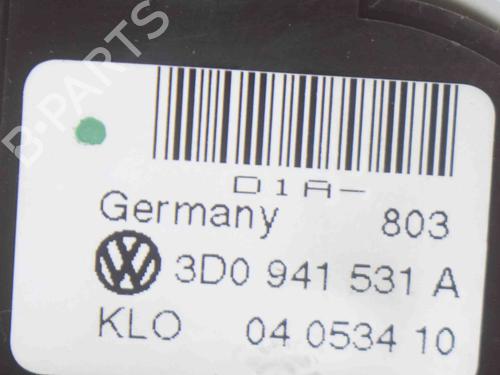 B-PARTS
D1A-
Germany 803
3D0 941 531 A
KLO 04 0534 10